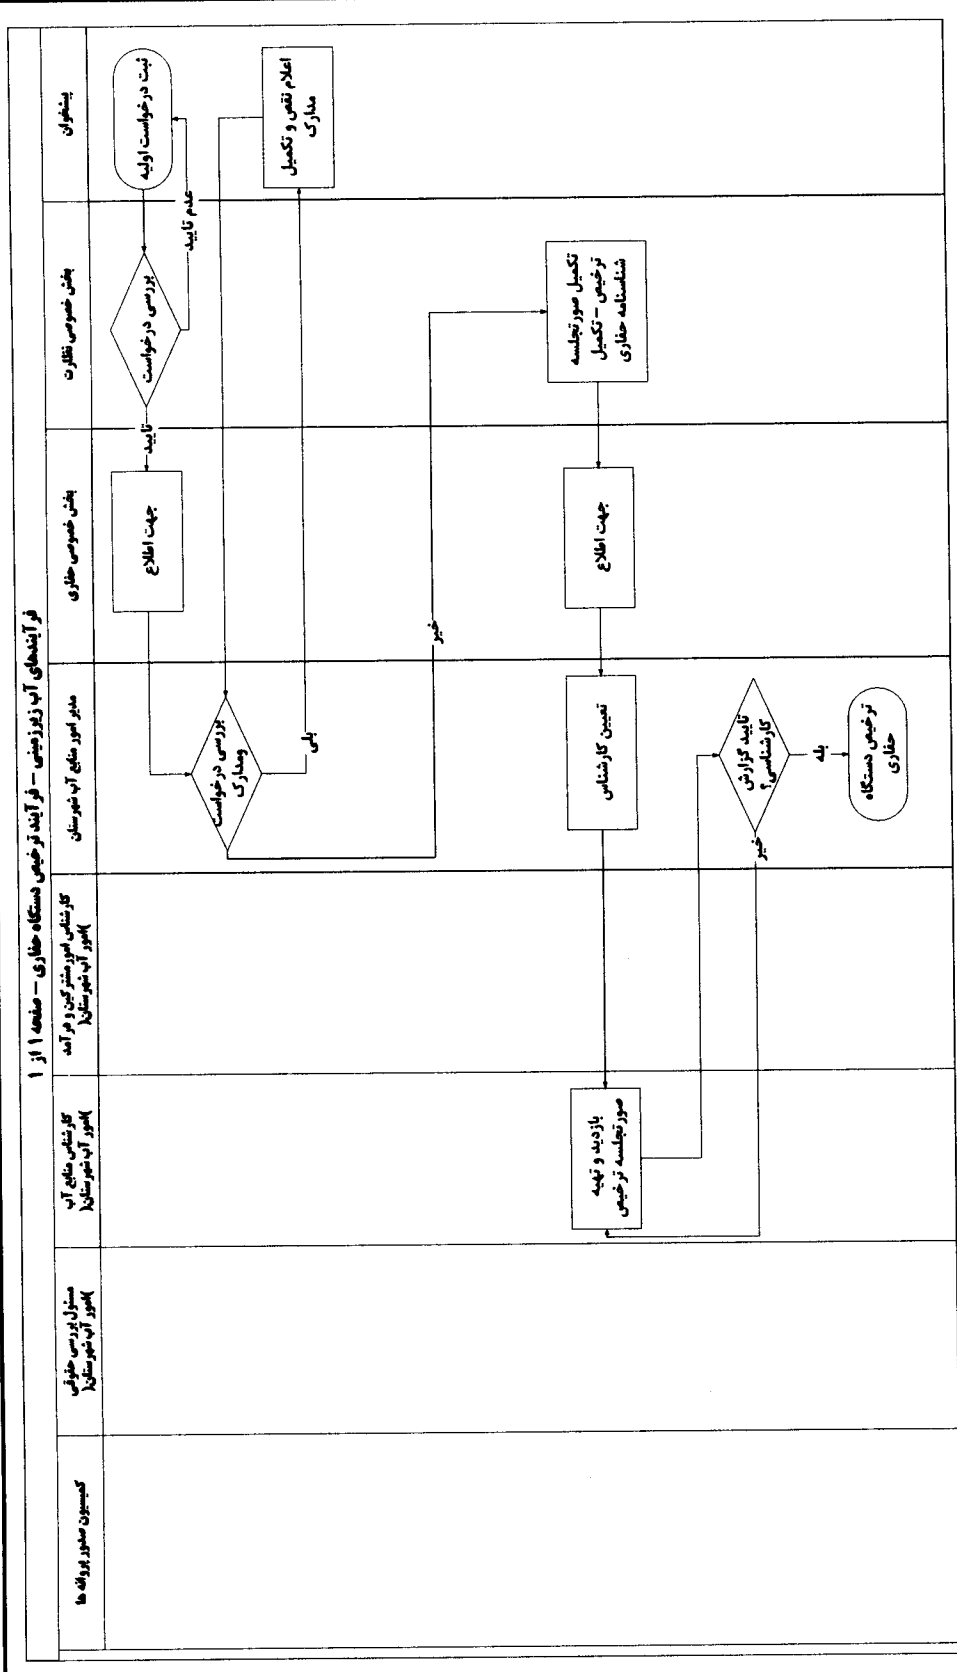 فرآیندهای آب زیرزمینی – فرآیند ترخیص دستگاه حفاری – صفحه ۱ از ۱
پیشخوان
بخش خصوصی نظارت
بخش خصوصی حفاری
مدیر امور منابع آب شهرستان
کارشناس امور مشترکین و درآمد
)امور آب شهرستان(
کارشناس منابع آب
)امور آب شهرستان(
مسئول بررسی حقوقی
)امور آب شهرستان(
کمیسیون صدور پروانه ها
ثبت درخواست اولیه
عدم تایید
بررسی درخواست
تایید
جهت اطلاع
بررسی درخواست
ومدارک
بلی
اعلام نقص و تکمیل
مدارک
خیر
تکمیل صورتجلسه
ترخیص – تکمیل
شناسنامه حفاری
جهت اطلاع
تعیین کارشناس
بازدید و تهیه
صورتجلسه ترخیص
تایید گزارش
کارشناسی؟
خیر
بله
ترخیص دستگاه
حفاری